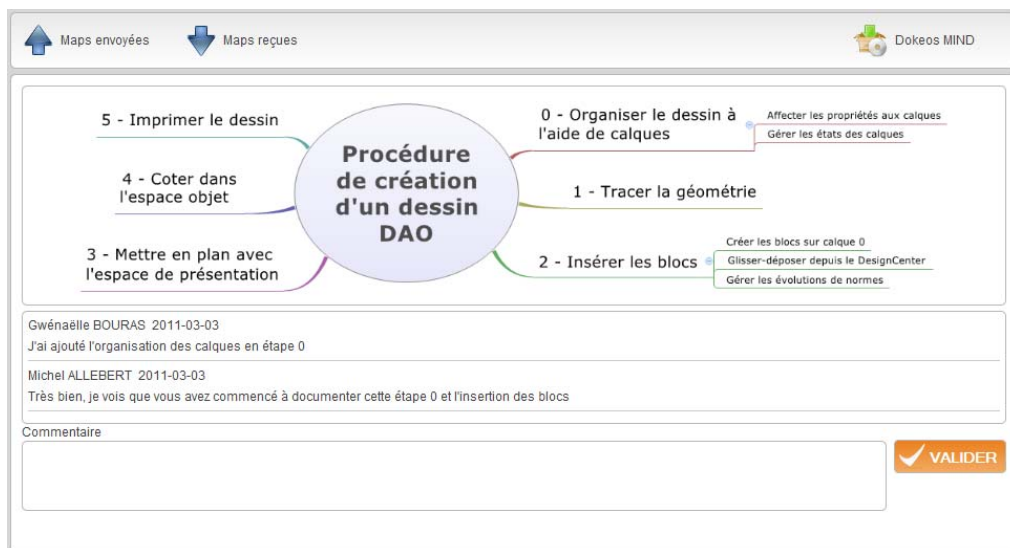 Maps envoyées
Maps reçues
Dokeos MIND
5 - Imprimer le dessin
4 - Coter dans
l'espace objet
3 - Mettre en plan avec
l'espace de présentation
Procédure
de création
d'un dessin
DAO
0 - Organiser le dessin à
l'aide de calques
Affecter les propriétés aux calques
Gérer les états des calques
1 - Tracer la géométrie
2 - Insérer les blocs
Créer les blocs sur calque 0
Glisser-déposer depuis le DesignCenter
Gérer les évolutions de normes
Gwénaëlle BOURAS 2011-03-03
J'ai ajouté l'organisation des calques en étape 0
Michel ALLEBERT 2011-03-03
Très bien, je vois que vous avez commencé à documenter cette étape 0 et l'insertion des blocs
Commentaire
VALIDER